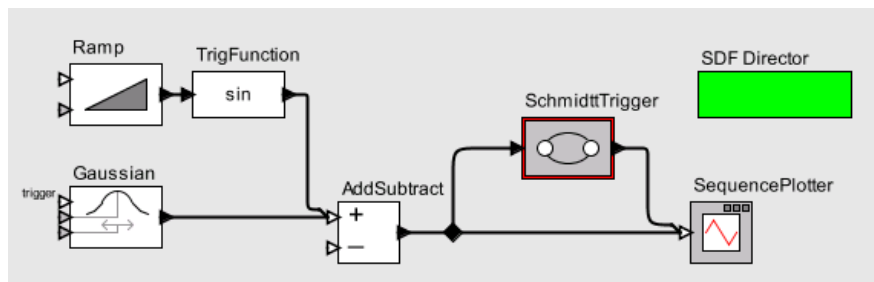 Ramp
TrigFunction
sin
SDF Director
SchmidttTrigger
Gaussian
trigger
AddSubtract
+
−
SequencePlotter